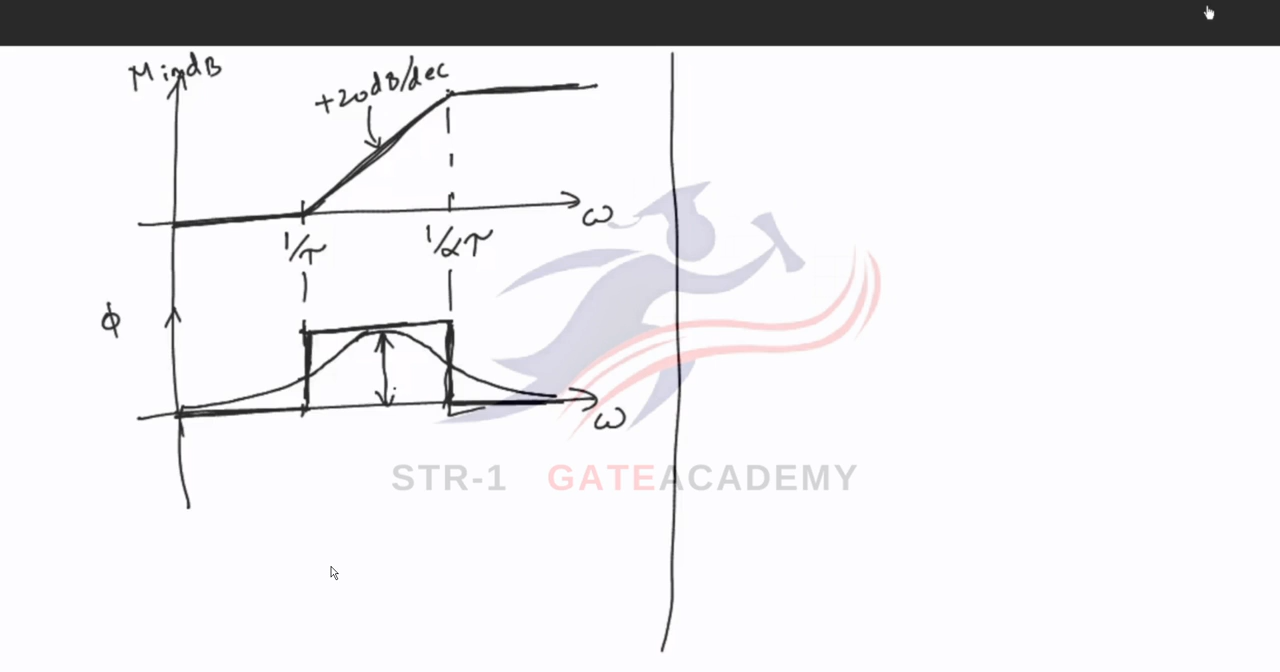 M in dB
+20dB/dec
ω
1/τ
1/ατ
ϕ
ω
STR-1 GATEACADEMY